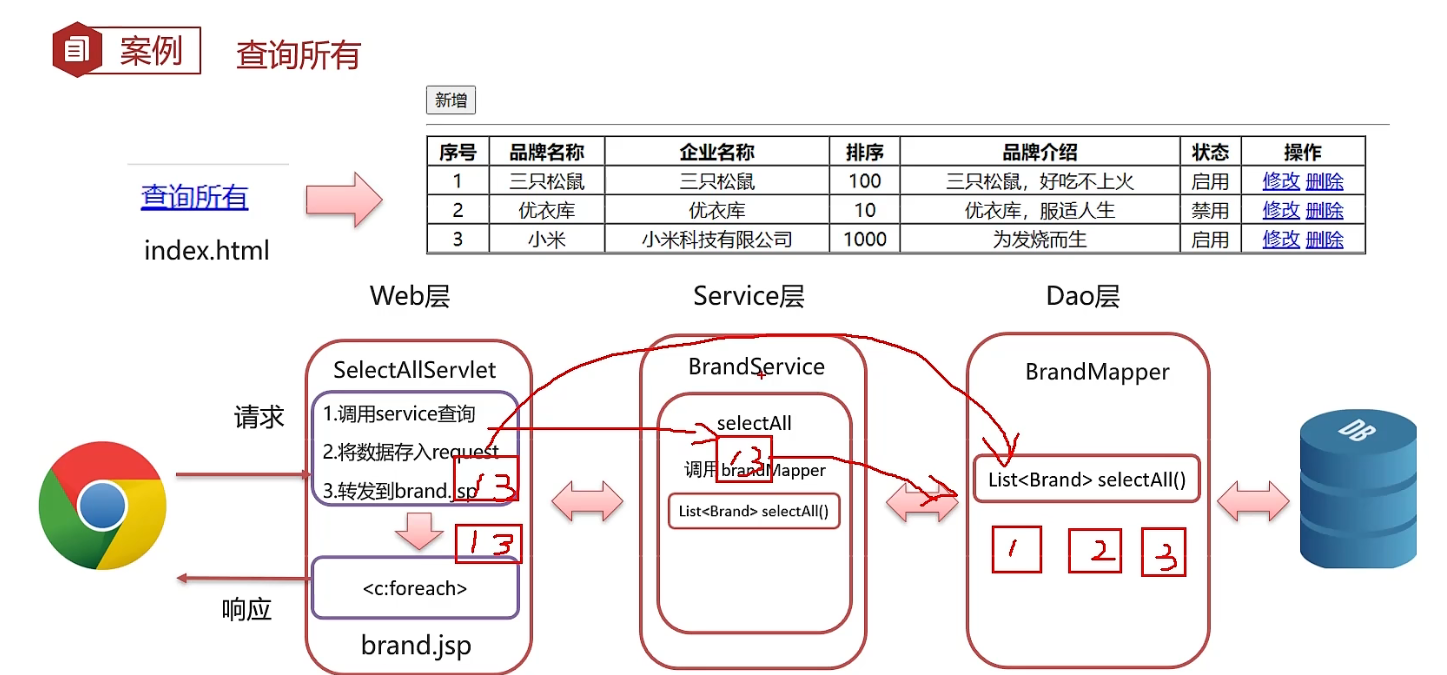 案例 查询所有
新增
序号 品牌名称 企业名称 排序 品牌介绍 状态 操作
1 三只松鼠 三只松鼠 100 三只松鼠，好吃不上火 启用 修改 删除
2 优衣库 优衣库 10 优衣库，服适人生 禁用 修改 删除
3 小米 小米科技有限公司 1000 为发烧而生 启用 修改 删除
查询所有
index.html
Web层 Service层 Dao层
请求
SelectAllServlet
1.调用service查询
2.将数据存入request
3.转发到brand.jsp
1 3
1 3
<c:foreach>
brand.jsp
响应
BrandService
selectAll
1 3
调用brandMapper
List<Brand> selectAll()
BrandMapper
List<Brand> selectAll()
1 2 3
DB